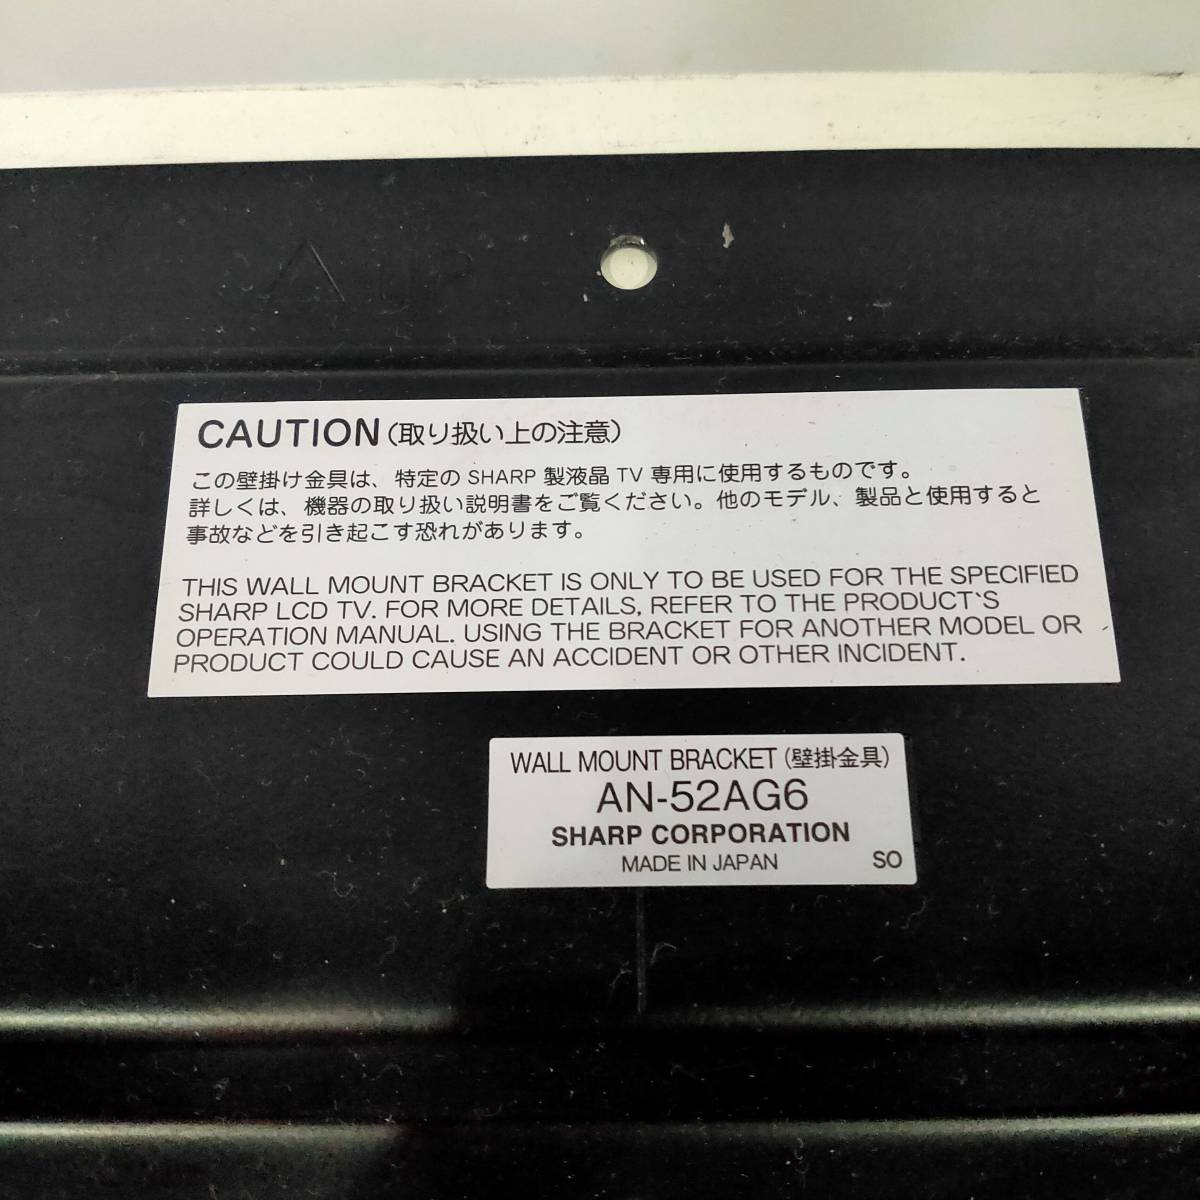 △ UP
CAUTION(取り扱い上の注意)
この壁掛け金具は、特定の SHARP 製液晶 TV 専用に使用するものです。
詳しくは、機器の取り扱い説明書をご覧ください。他のモデル、製品と使用すると
事故などを引き起こす恐れがあります。
THIS WALL MOUNT BRACKET IS ONLY TO BE USED FOR THE SPECIFIED
SHARP LCD TV. FOR MORE DETAILS, REFER TO THE PRODUCT`S
OPERATION MANUAL. USING THE BRACKET FOR ANOTHER MODEL OR
PRODUCT COULD CAUSE AN ACCIDENT OR OTHER INCIDENT.
WALL MOUNT BRACKET (壁掛金具)
AN-52AG6
SHARP CORPORATION
MADE IN JAPAN SO